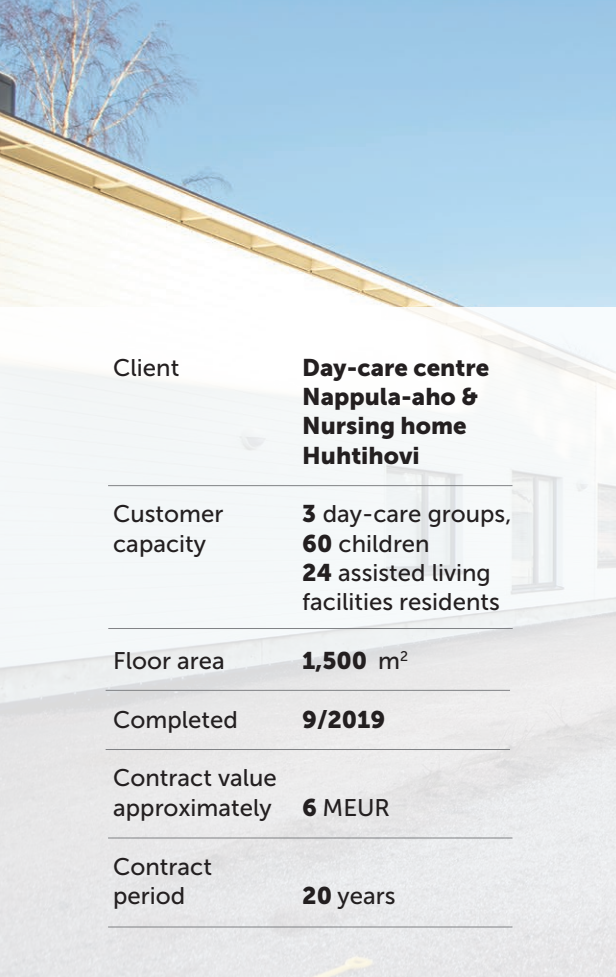 Client
Day-care centre
Nappula-aho &
Nursing home
Huhtihovi
Customer
capacity
3 day-care groups,
60 children
24 assisted living
facilities residents
Floor area 1,500 m²
Completed 9/2019
Contract value
approximately 6 MEUR
Contract
period 20 years